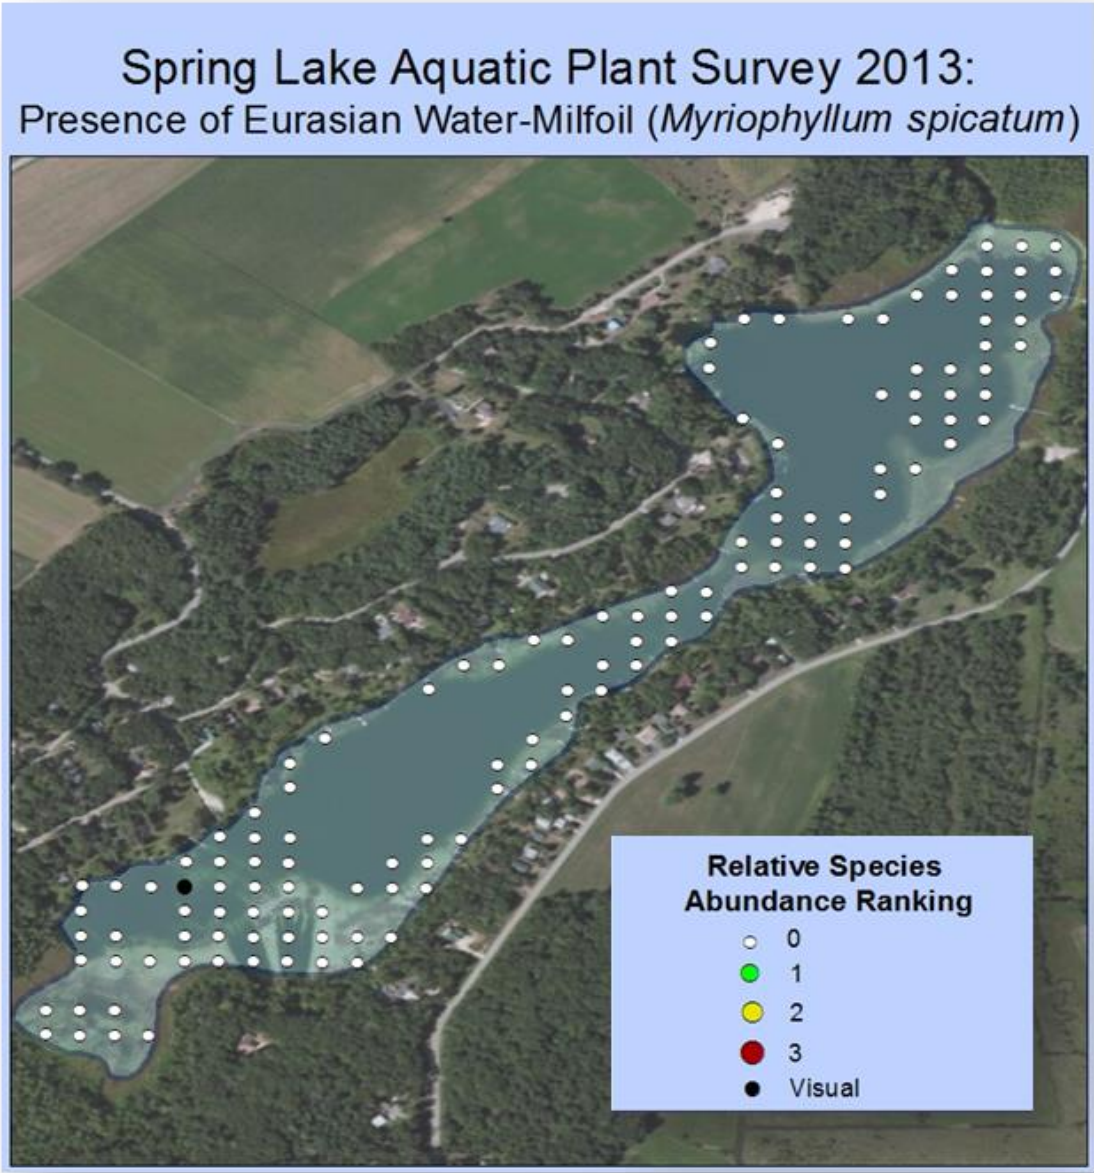 Spring Lake Aquatic Plant Survey 2013:
Presence of Eurasian Water-Milfoil (Myriophyllum spicatum)
Relative Species
Abundance Ranking
0
1
2
3
Visual